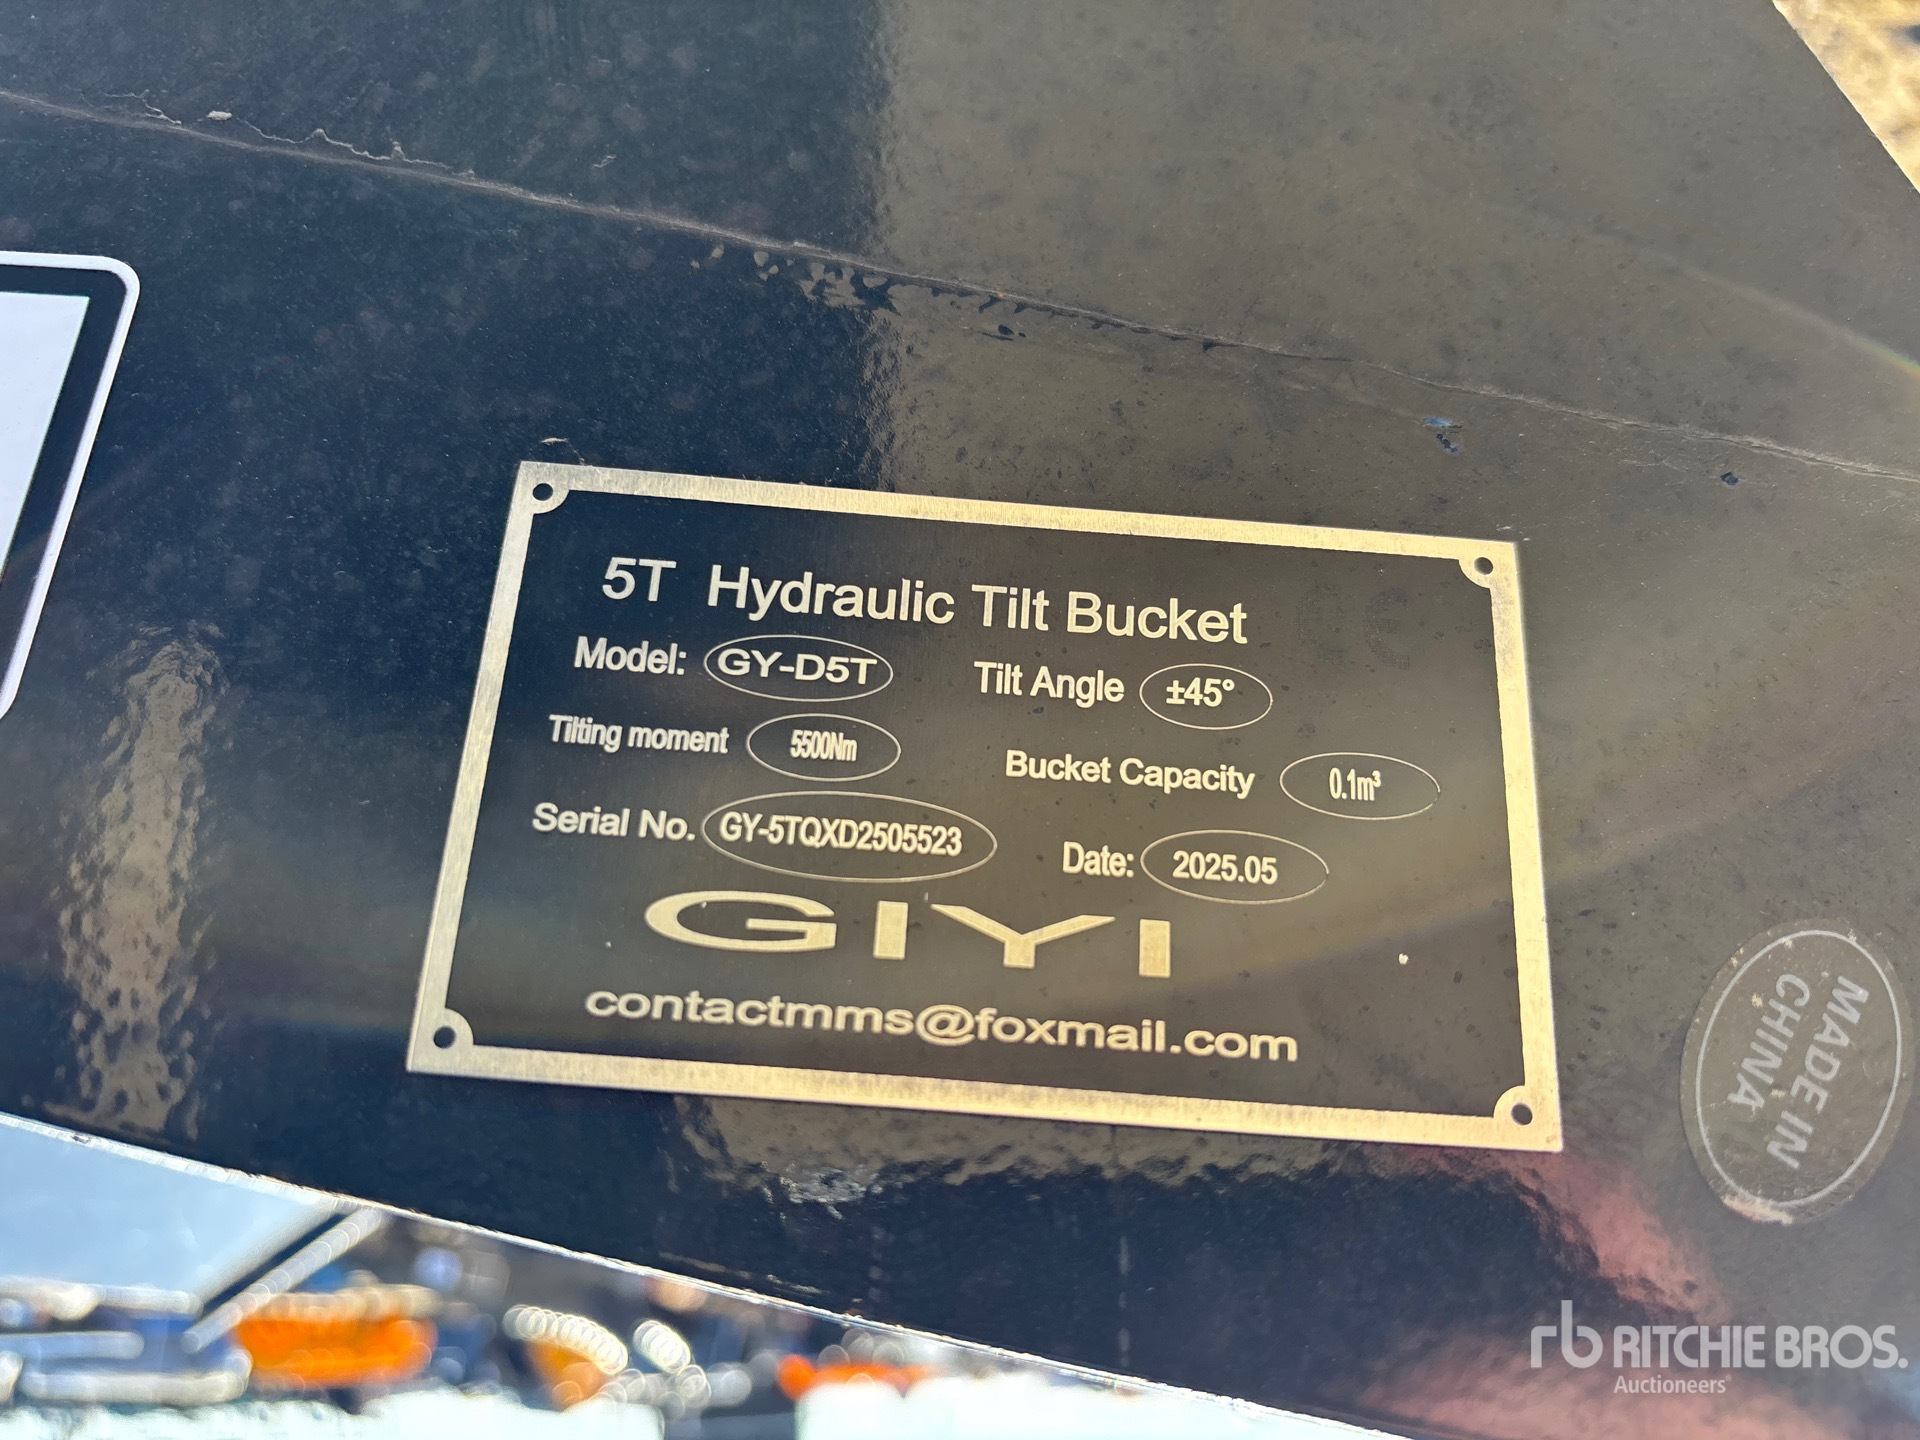 5T Hydraulic Tilt Bucket
Model: GY-D5T Tilt Angle ±45°
Tilting moment 5500Nm Bucket Capacity 0.1m³
Serial No. GY-5TQXD2505523 Date: 2025.05
GIYI
contactmms@foxmail.com
MADE IN
CHINA
rb RITCHIE BROS.
Auctioneers